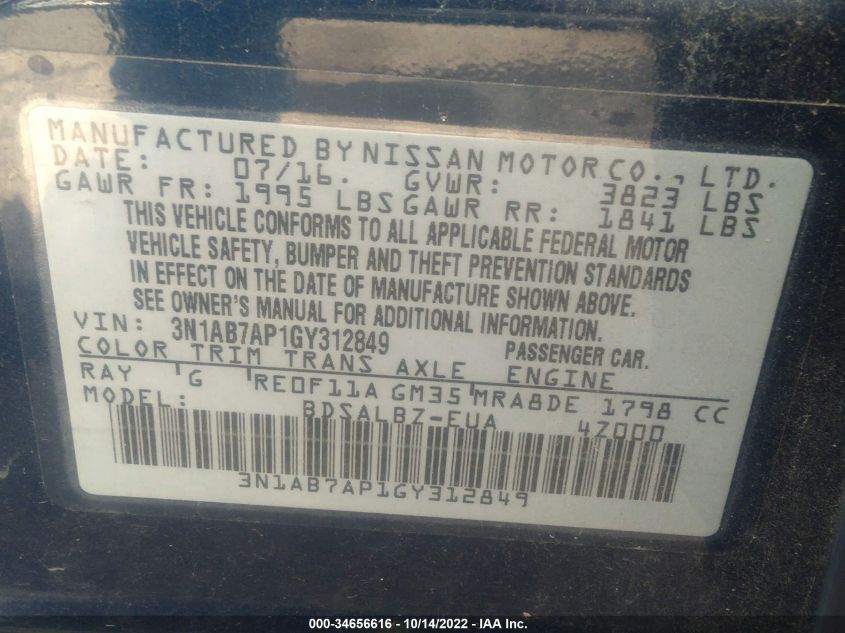 MANUFACTURED BY NISSAN MOTOR CO., LTD.
DATE: 07/16. GVWR: 3823 LBS
GAWR FR: 1995 LBS GAWR RR: 1841 LBS
THIS VEHICLE CONFORMS TO ALL APPLICABLE FEDERAL MOTOR
VEHICLE SAFETY, BUMPER AND THEFT PREVENTION STANDARDS
IN EFFECT ON THE DATE OF MANUFACTURE SHOWN ABOVE.
SEE OWNER'S MANUAL FOR ADDITIONAL INFORMATION.
VIN: 3N1AB7AP1GY312849 PASSENGER CAR.
COLOR TRIM TRANS AXLE ENGINE
RAY G RE0F11A GM35 MRA8DE 1798 CC
MODEL: BDSALBZ-EUA 4Z000
3N1AB7AP1GY312849
000-34656616 - 10/14/2022 - IAA Inc.